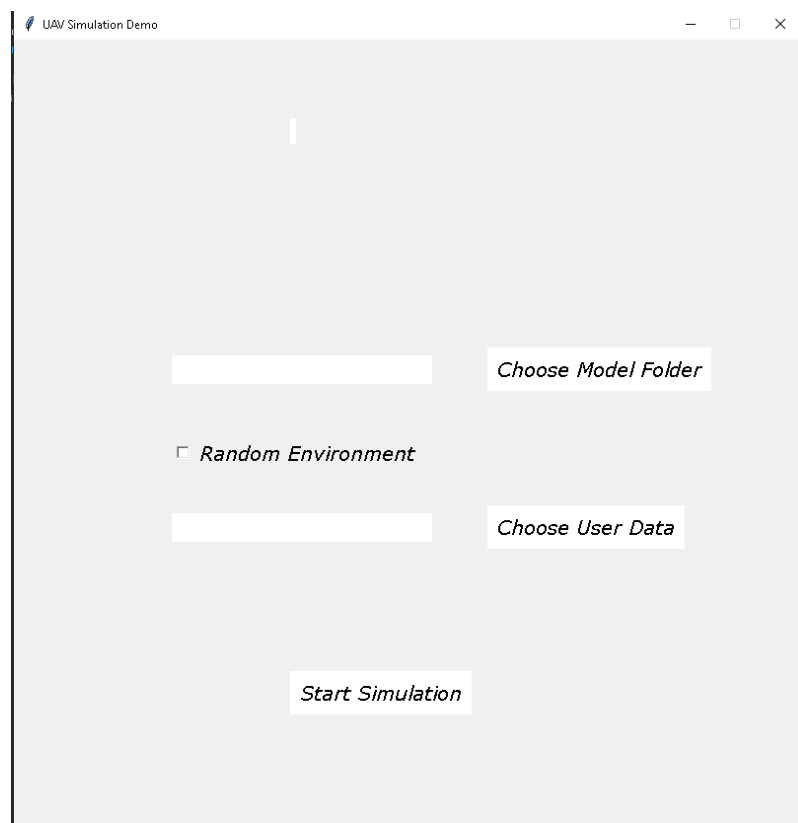 UAV Simulation Demo
Choose Model Folder
Random Environment
Choose User Data
Start Simulation